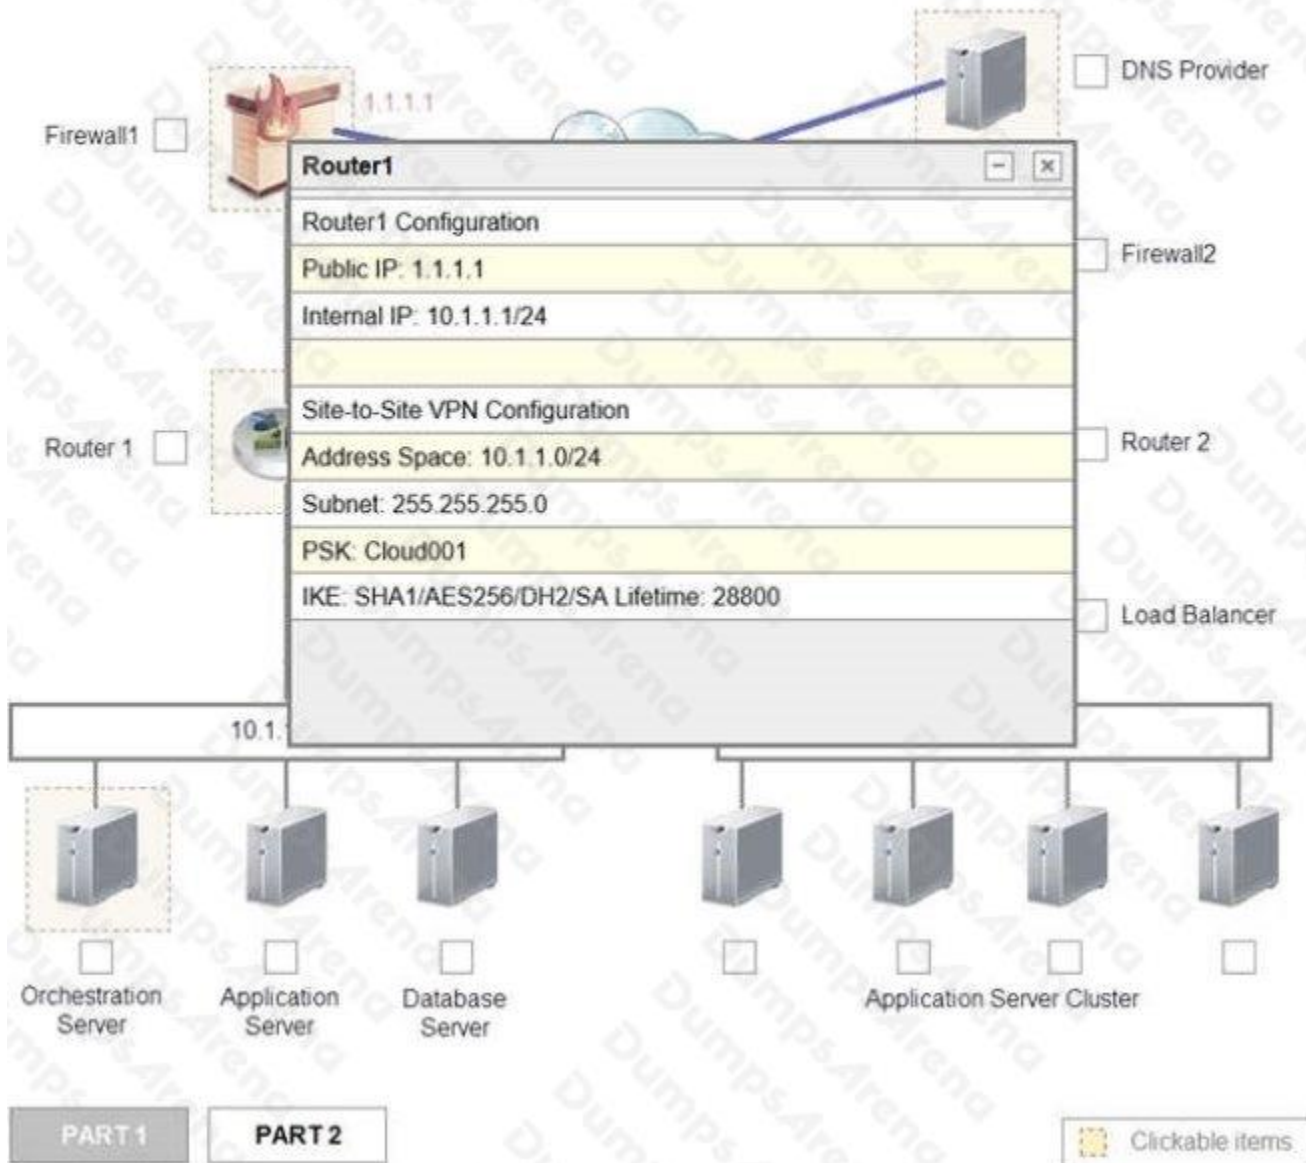 DNS Provider
1.1.1.1
Firewall1
Router1
Router1 Configuration
Public IP: 1.1.1.1
Firewall2
Internal IP: 10.1.1.1/24
Site-to-Site VPN Configuration
Router 1
Router 2
Address Space: 10.1.1.0/24
Subnet: 255.255.255.0
PSK: Cloud001
IKE: SHA1/AES256/DH2/SA Lifetime: 28800
Load Balancer
10.1.
Orchestration Server
Application Server
Database Server
Application Server Cluster
PART 1
PART 2
Clickable items
DumpsArena